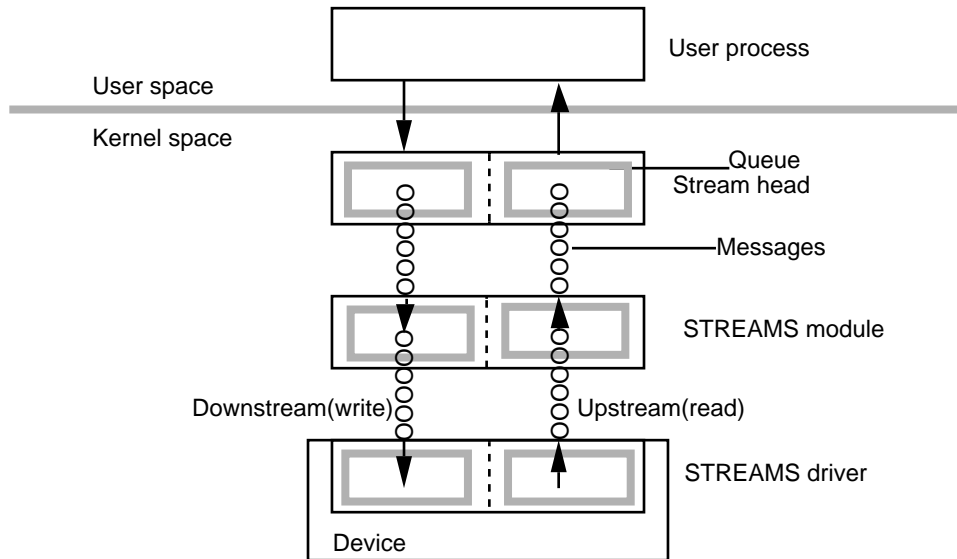 User process
User space
Kernel space
Queue
Stream head
Messages
STREAMS module
Downstream(write)
Upstream(read)
STREAMS driver
Device